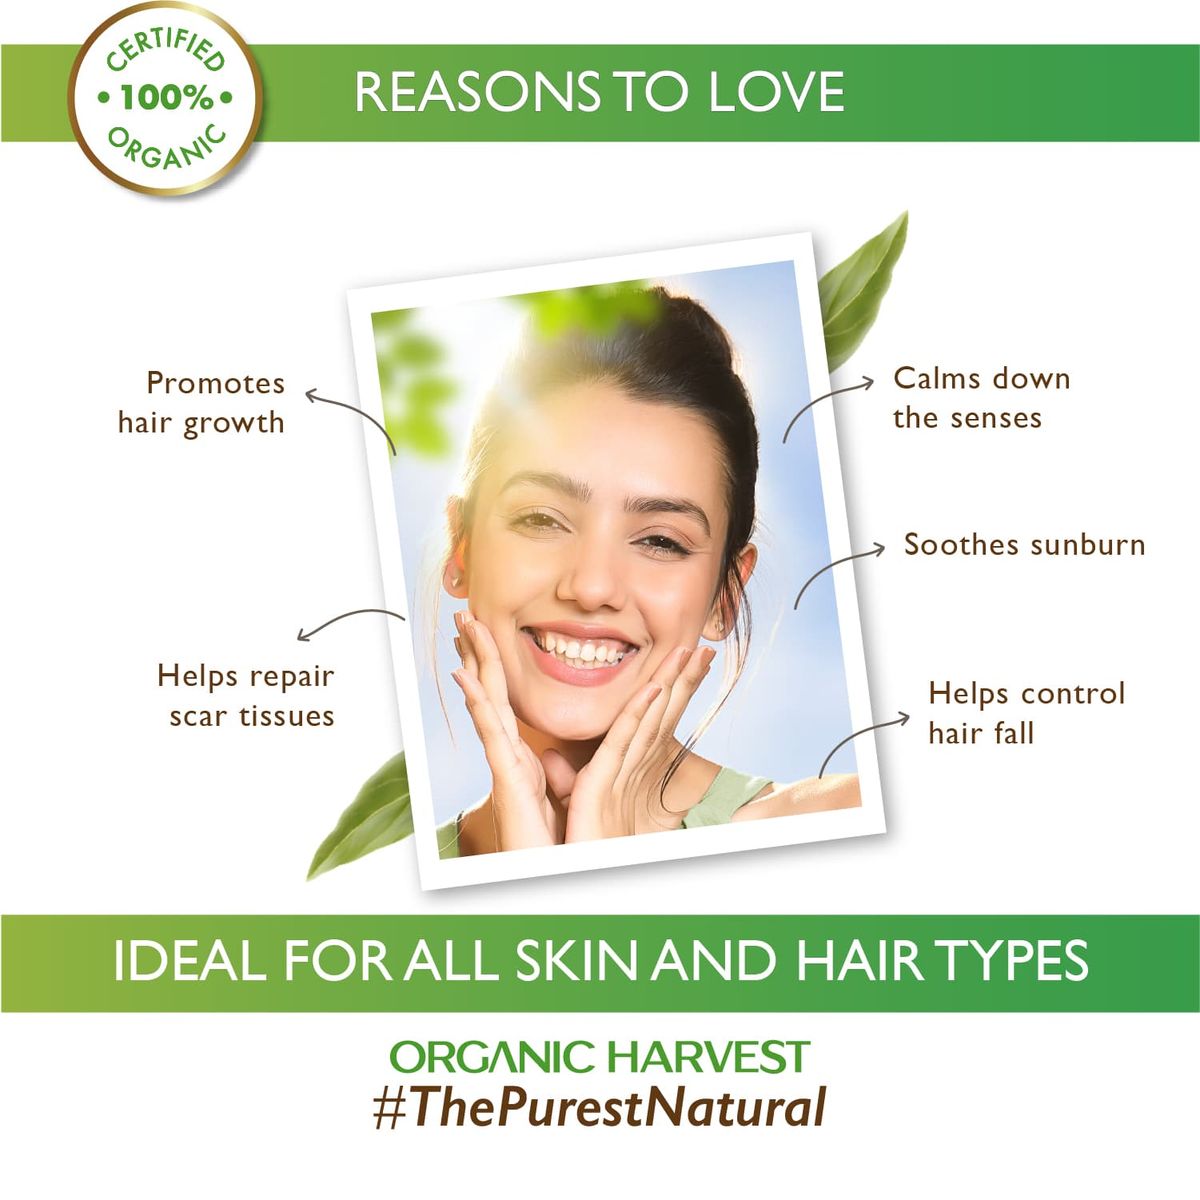 CERTIFIED
100%
ORGANIC
REASONS TO LOVE
Promotes
hair growth
Calms down
the senses
Soothes sunburn
Helps repair
scar tissues
Helps control
hair fall
IDEAL FOR ALL SKIN AND HAIR TYPES
ORGANIC HARVEST
#ThePurestNatural